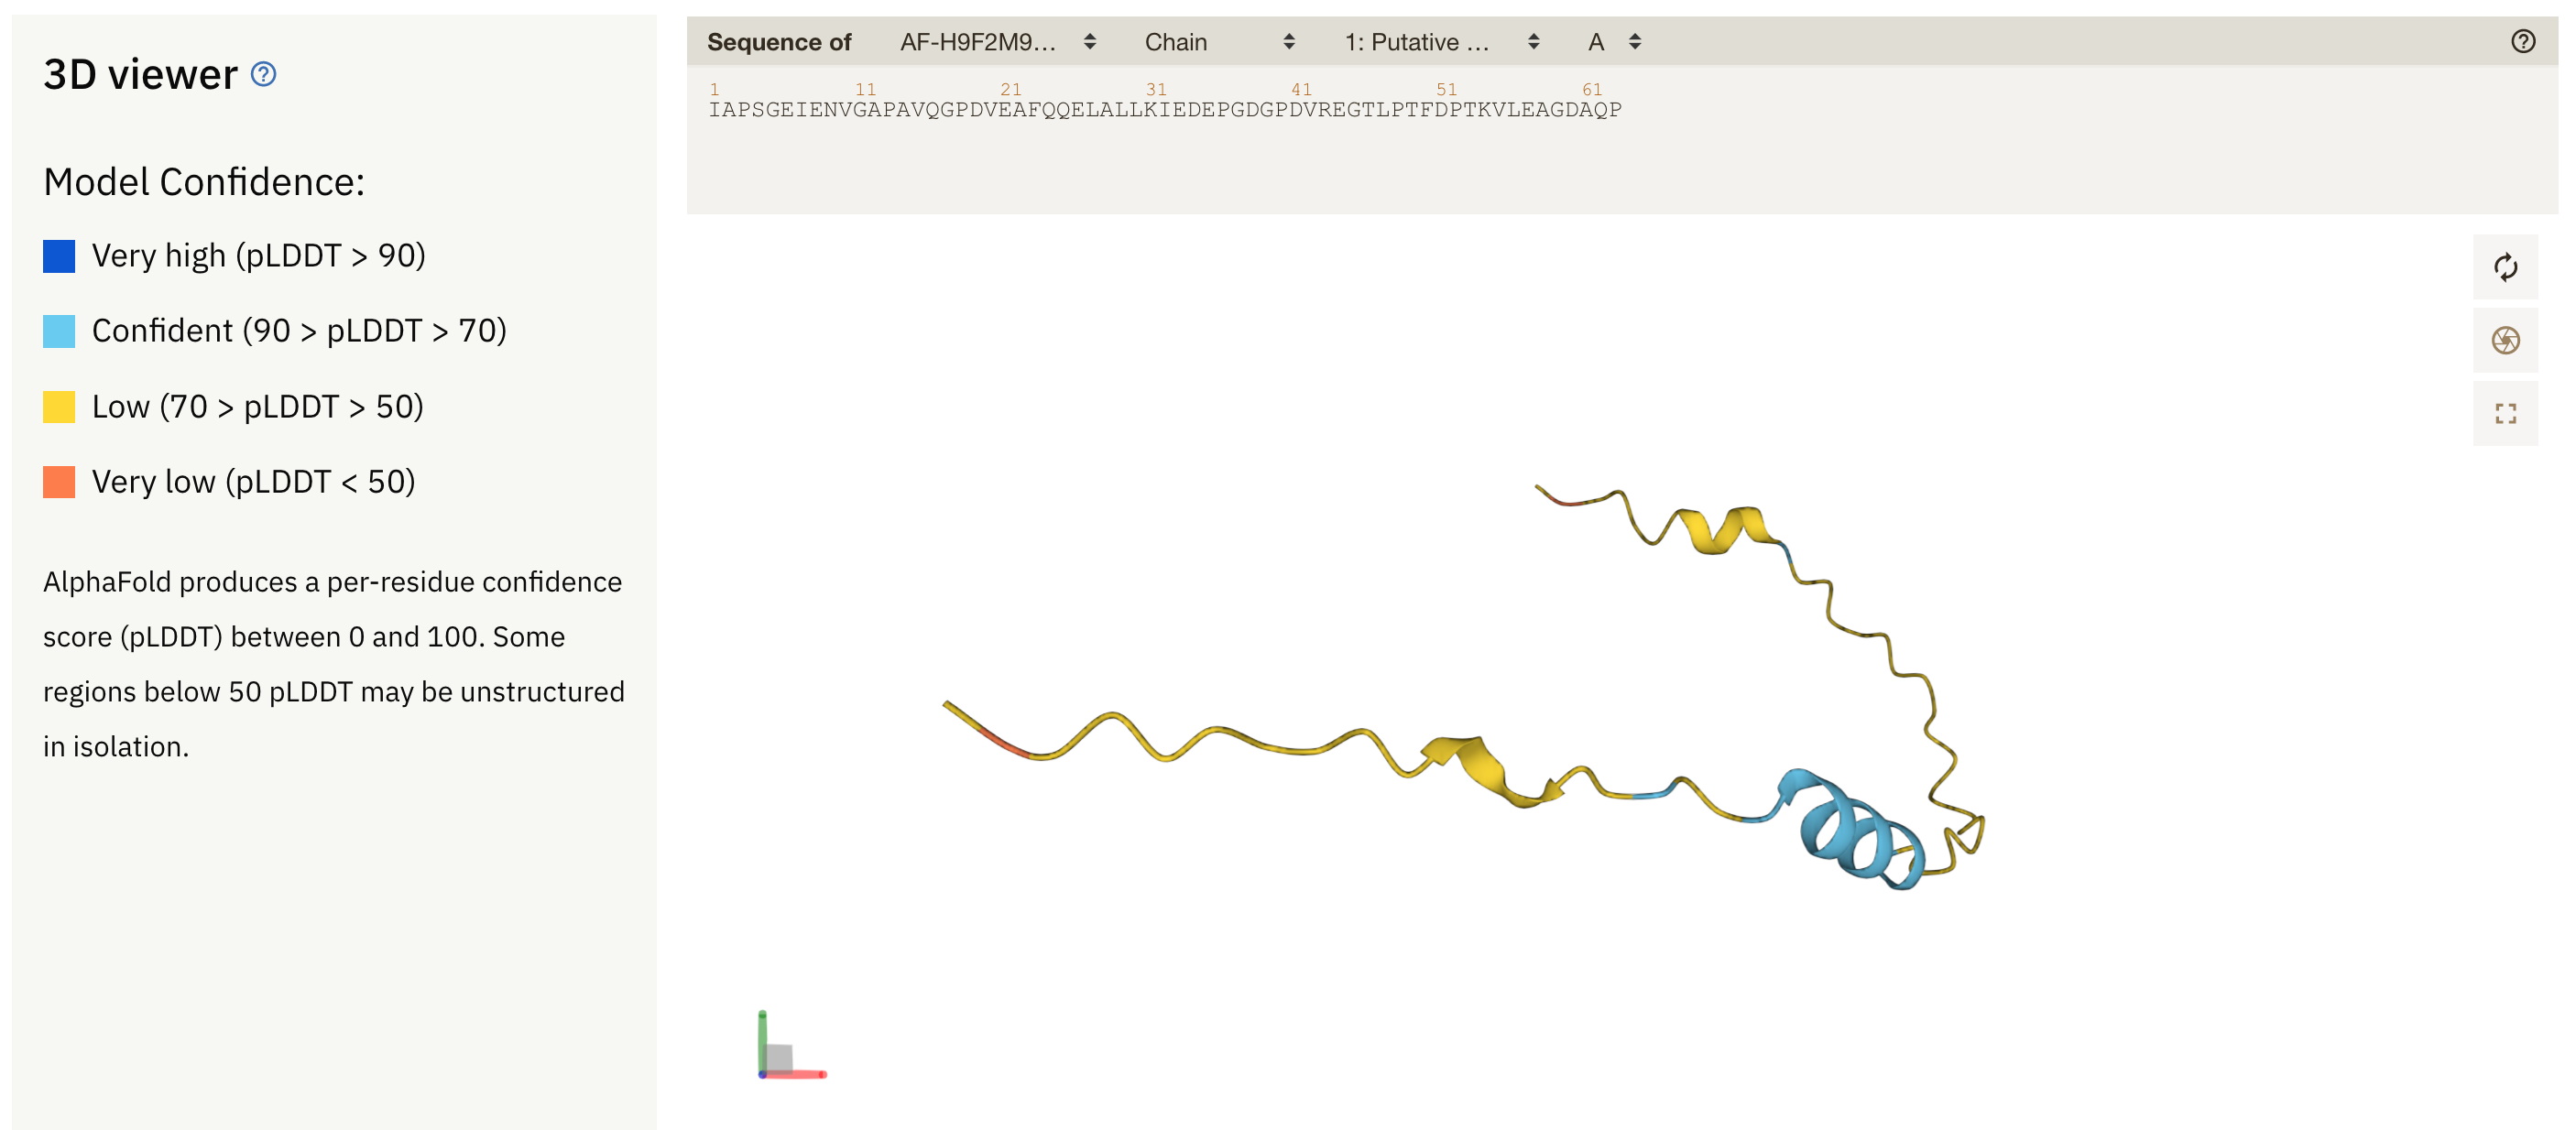 3D viewer ?
Model Confidence:
Very high (pLDDT > 90)
Confident (90 > pLDDT > 70)
Low (70 > pLDDT > 50)
Very low (pLDDT < 50)
AlphaFold produces a per-residue confidence
score (pLDDT) between 0 and 100. Some
regions below 50 pLDDT may be unstructured
in isolation.
Sequence of AF-H9F2M9... Chain 1: Putative ... A ?
1 11 21 31 41 51 61
IAPSGEIENVGAPAVQGPDVEAFQQELALLKIEDEPGDGPDVREGTLPTFDPTKVLEAGDAQP